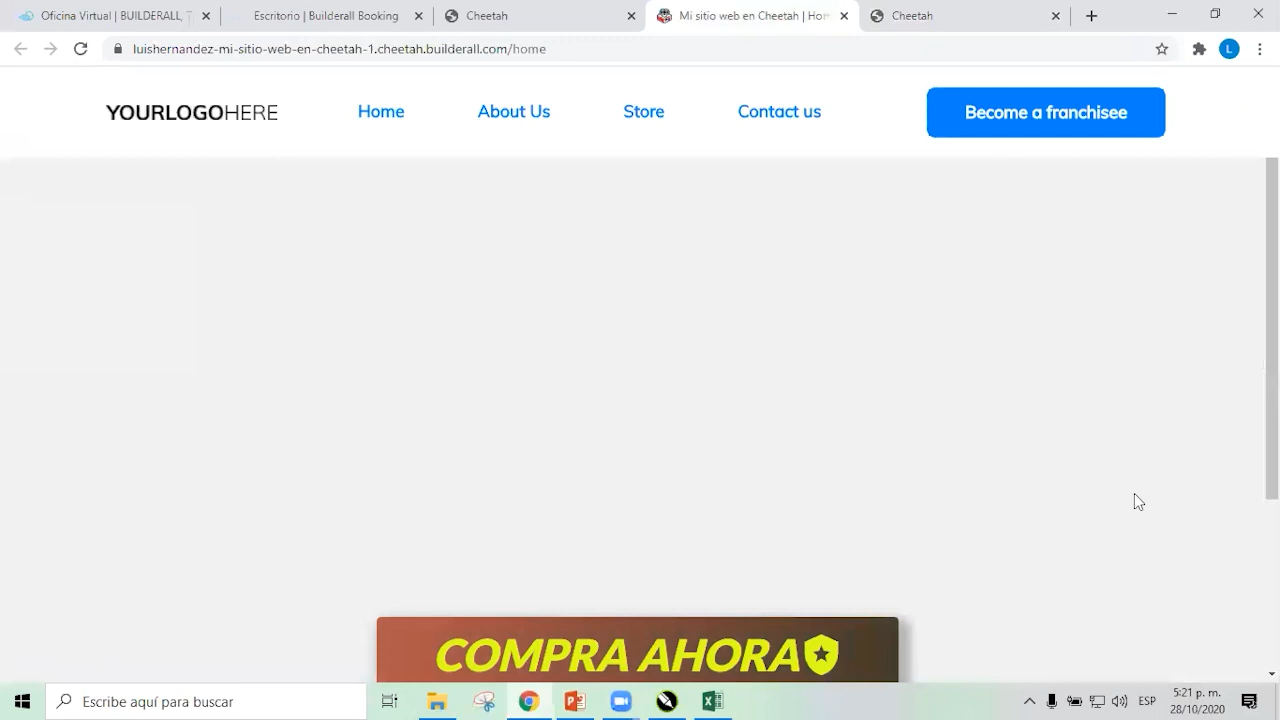 Oficina Virtual | BUILDERALL
Escritorio | Builderall Booking
Cheetah
Mi sitio web en Cheetah | Hom
Cheetah
luishernandez-mi-sitio-web-en-cheetah-1.cheetah.builderall.com/home
L
YOURLOGOHERE
Home
About Us
Store
Contact us
Become a franchisee
COMPRA AHORA
Escribe aquí para buscar
ESP
5:21 p. m.
28/10/2020